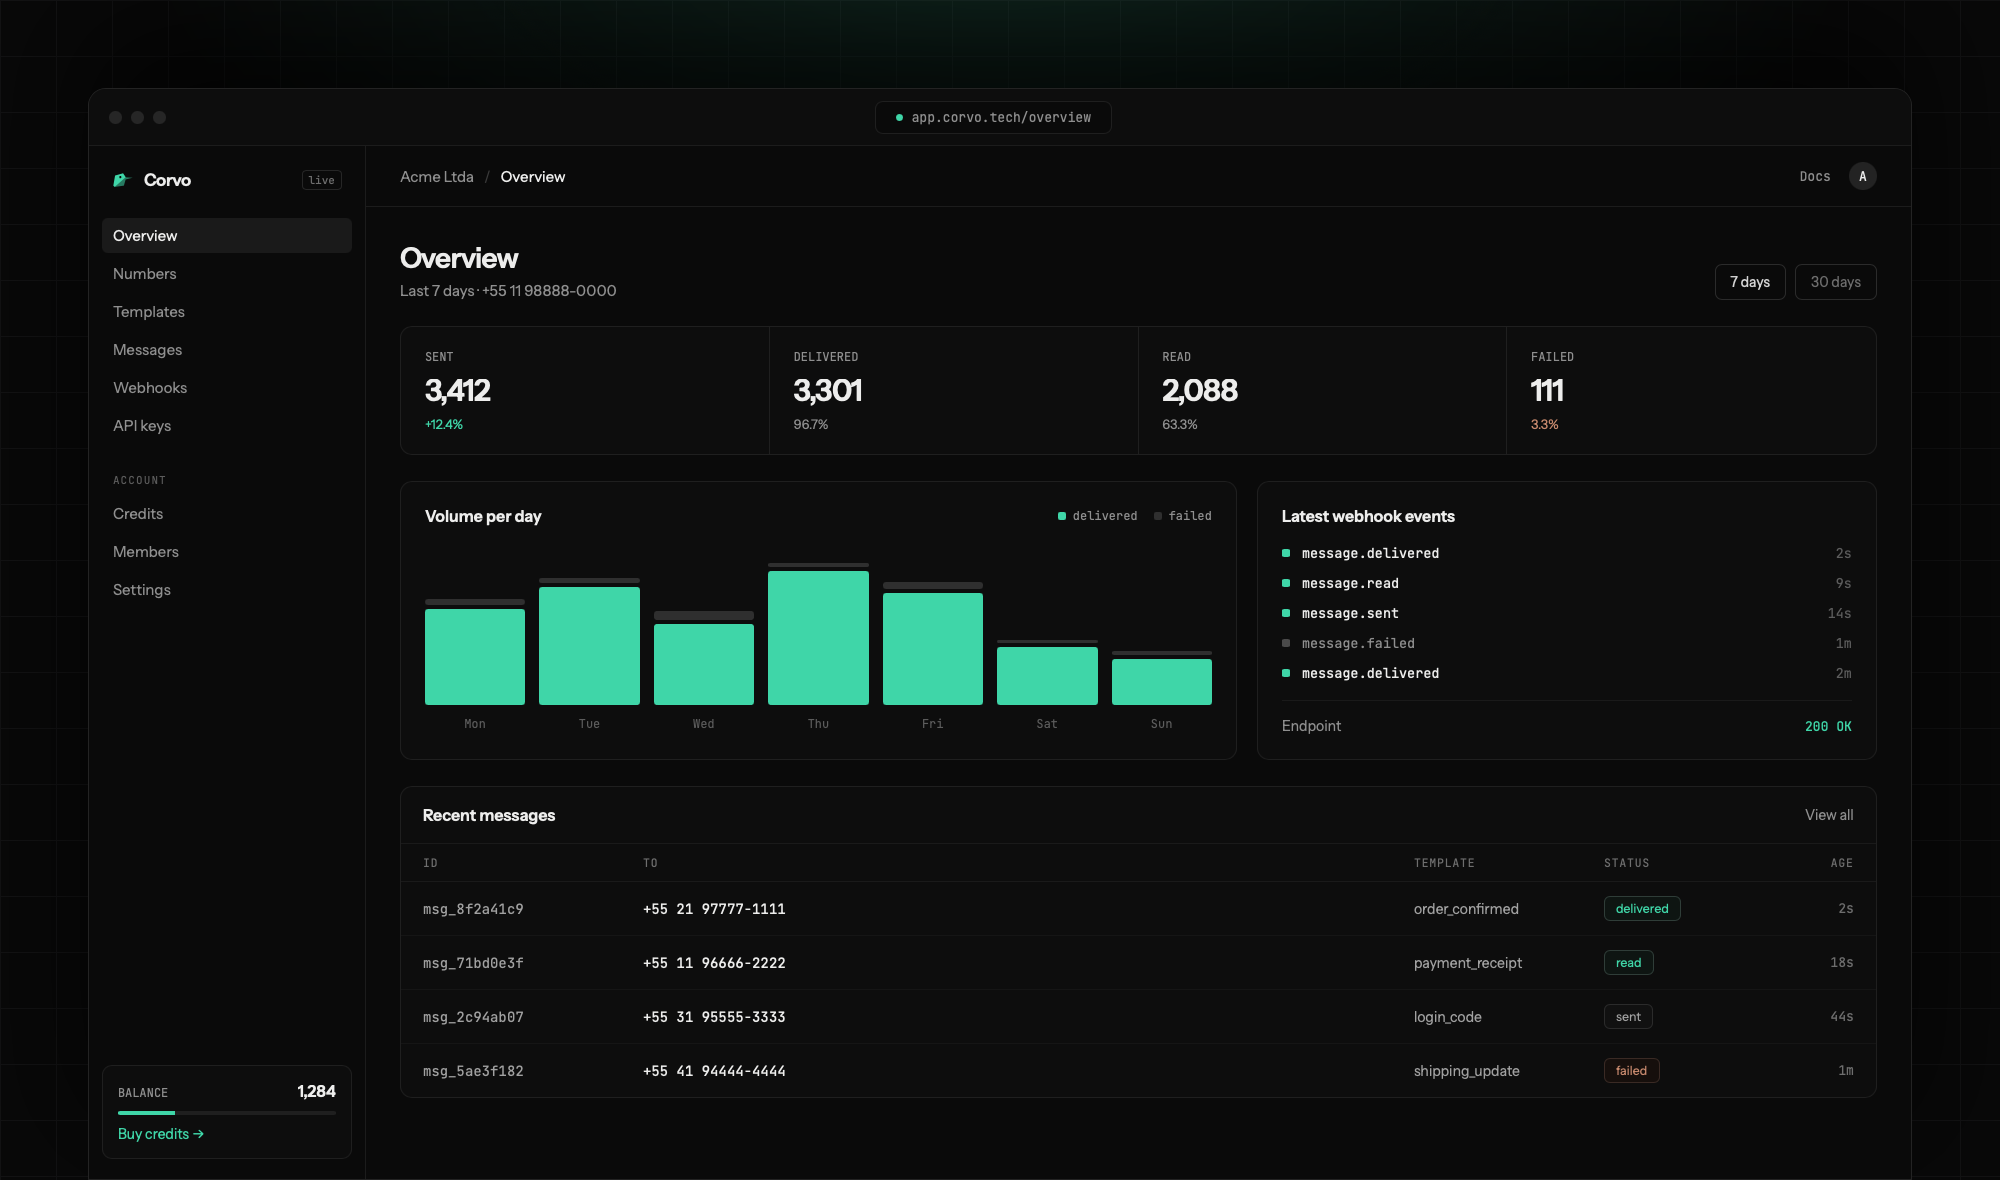 app.corvo.tech/overview
Corvo
live
Acme Ltda / Overview
Docs
A
Overview
Numbers
Templates
Messages
Webhooks
API keys
ACCOUNT
Credits
Members
Settings
BALANCE
1,284
Buy credits →
Overview
Last 7 days · +55 11 98888-0000
7 days
30 days
SENT
3,412
+12.4%
DELIVERED
3,301
96.7%
READ
2,088
63.3%
FAILED
111
3.3%
Volume per day
delivered
failed
Mon Tue Wed Thu Fri Sat Sun
Latest webhook events
message.delivered 2s
message.read 9s
message.sent 14s
message.failed 1m
message.delivered 2m
Endpoint 200 OK
Recent messages
View all
ID TO TEMPLATE STATUS AGE
msg_8f2a41c9 +55 21 97777-1111 order_confirmed delivered 2s
msg_71bd0e3f +55 11 96666-2222 payment_receipt read 18s
msg_2c94ab07 +55 31 95555-3333 login_code sent 44s
msg_5ae3f182 +55 41 94444-4444 shipping_update failed 1m